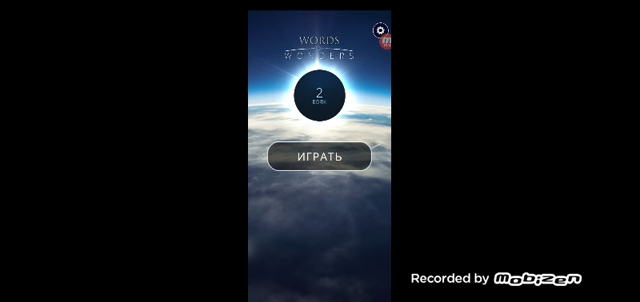 WORDS
WONDERS
2
ИГРАТЬ
Recorded by mobizen